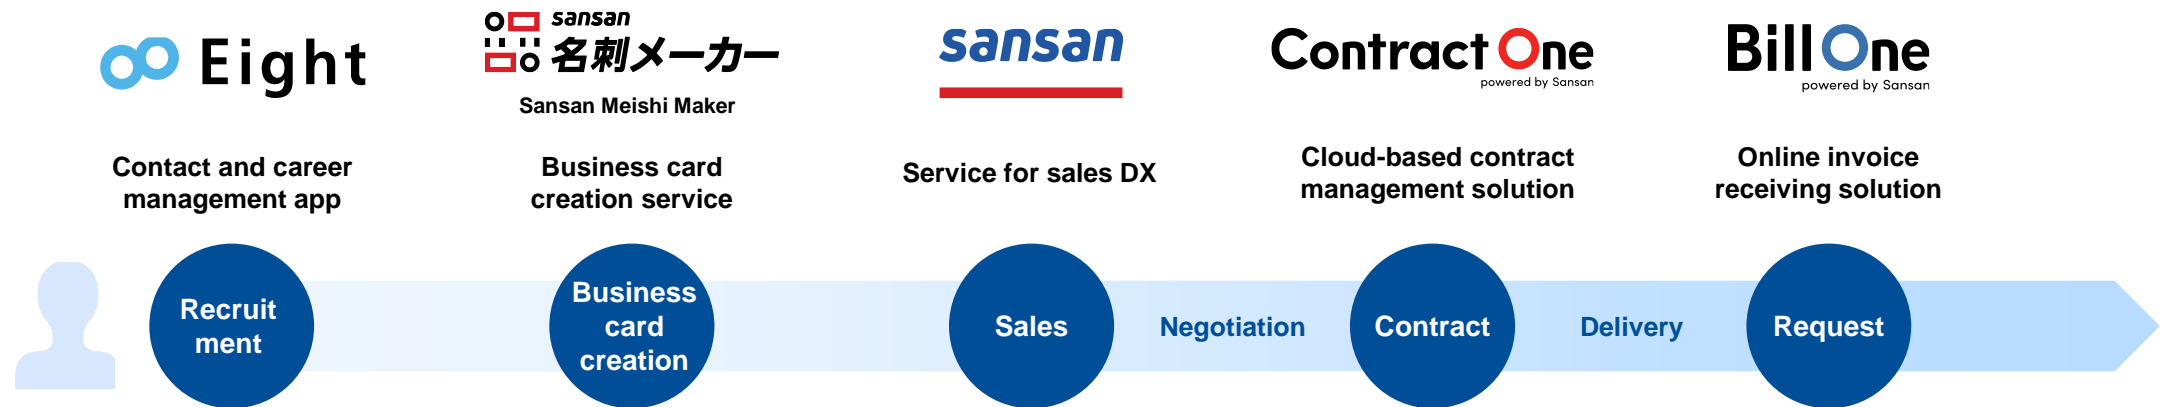 Eight
sansan
名刺メーカー
Sansan Meishi Maker
sansan
Contract One
powered by Sansan
Bill One
powered by Sansan
Contact and career
management app
Business card
creation service
Service for sales DX
Cloud-based contract
management solution
Online invoice
receiving solution
Recruit
ment
Business
card
creation
Sales
Negotiation
Contract
Delivery
Request